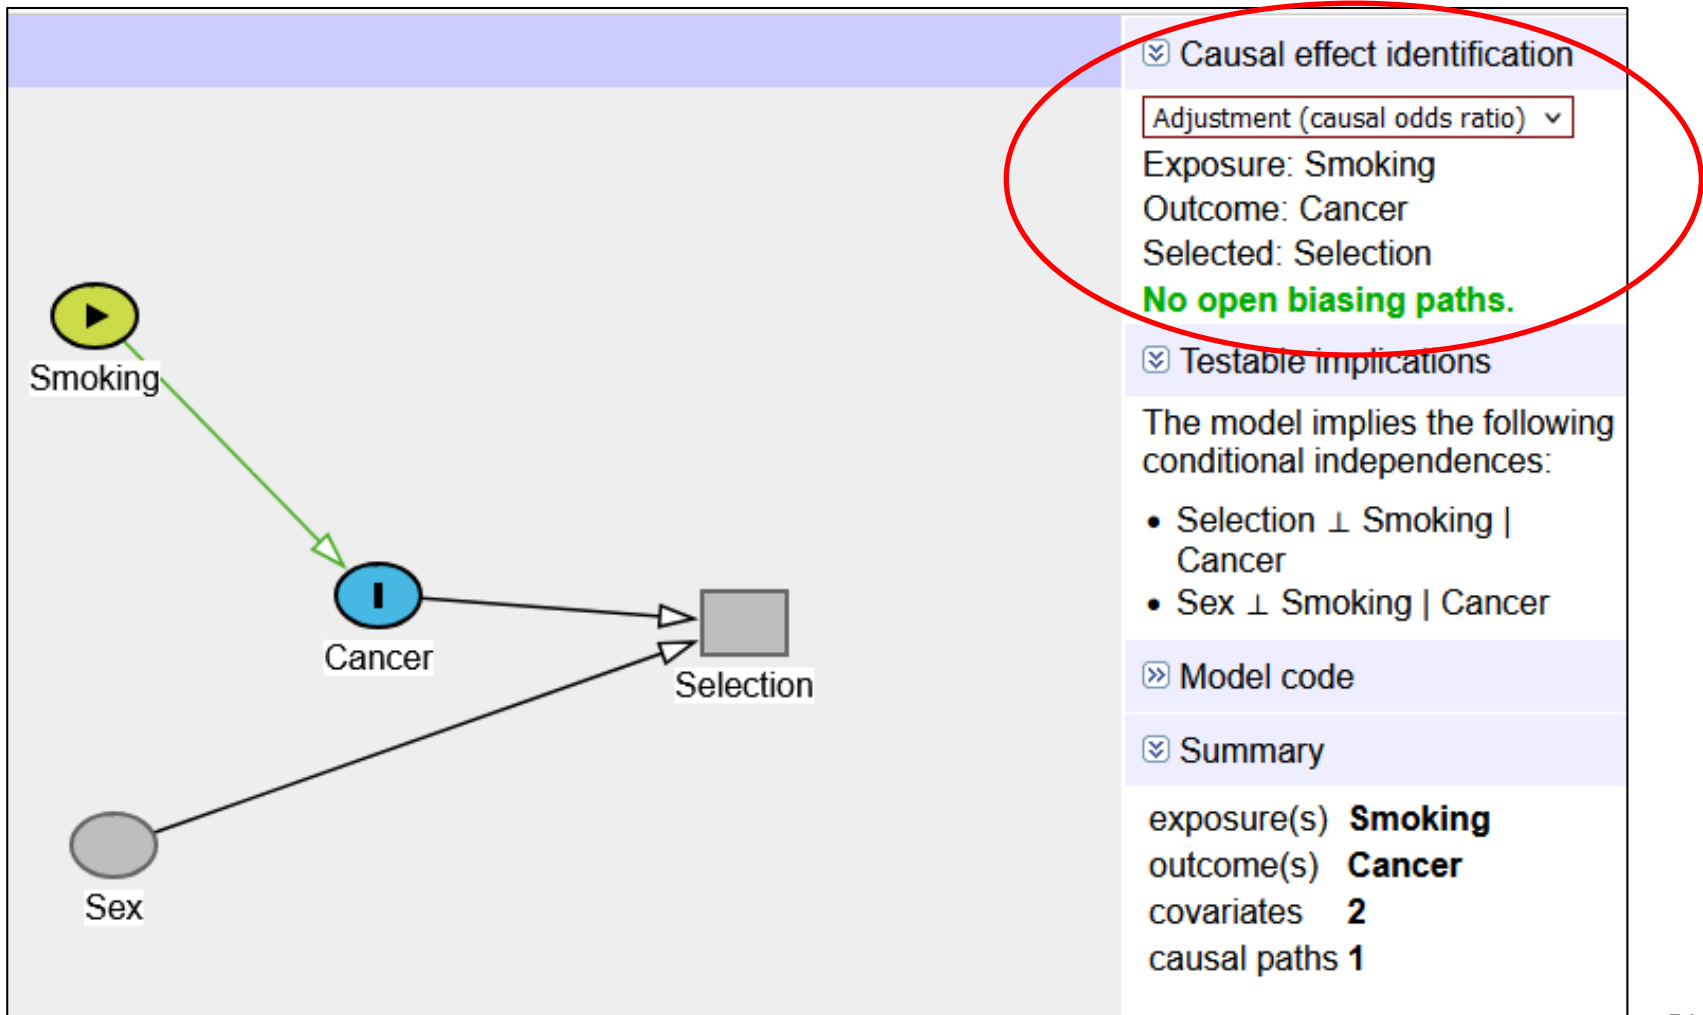 Causal effect identification
Adjustment (causal odds ratio)
Exposure: Smoking
Outcome: Cancer
Selected: Selection
No open biasing paths.
Testable implications
The model implies the following
conditional independences:
• Selection ⊥ Smoking |
Cancer
• Sex ⊥ Smoking | Cancer
Model code
Summary
exposure(s) Smoking
outcome(s) Cancer
covariates 2
causal paths 1
Smoking
Cancer
Selection
Sex